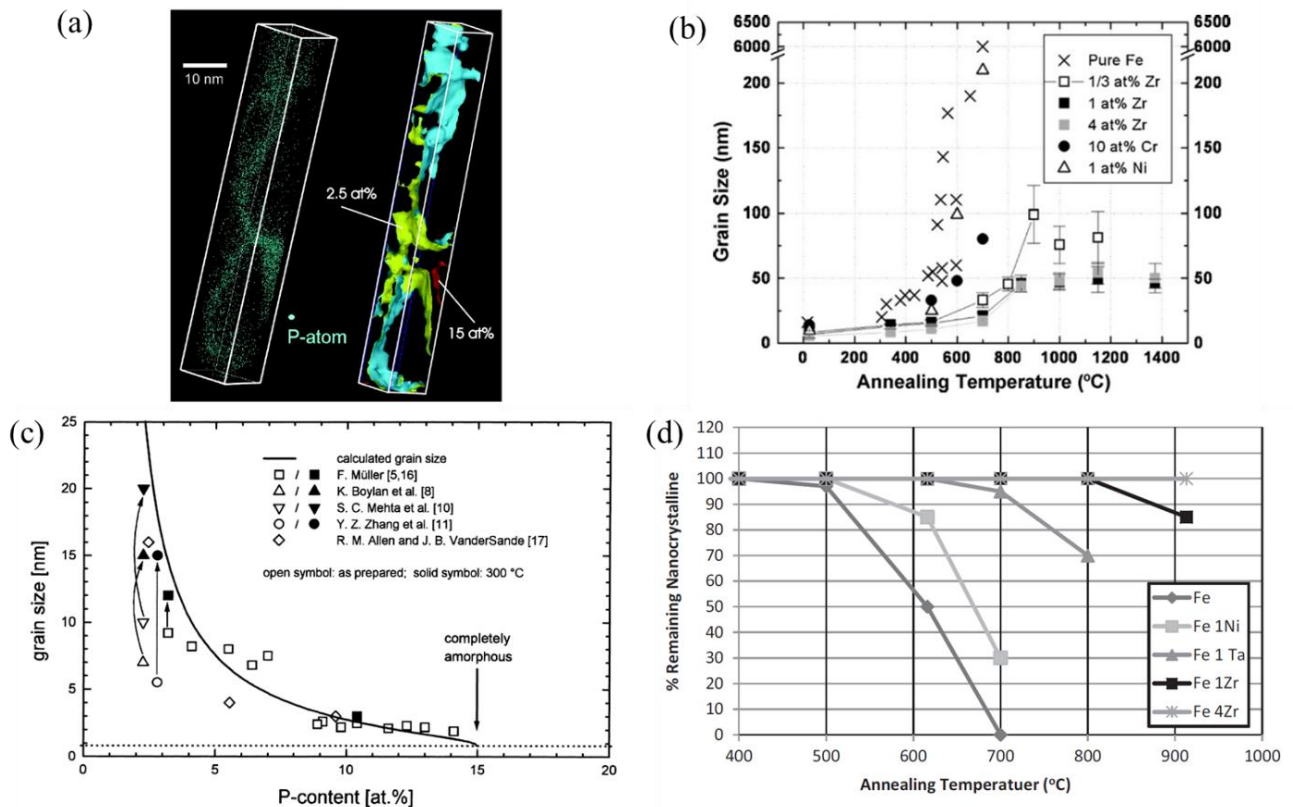 (a)
10 nm
2.5 at%
15 at%
P-atom
(b)
6500
6000
200
150
100
50
0
6500
6000
200
150
100
50
0
Grain Size (nm)
Pure Fe
1/3 at% Zr
1 at% Zr
4 at% Zr
10 at% Cr
1 at% Ni
0 200 400 600 800 1000 1200 1400
Annealing Temperature (ºC)
(c)
25
20
15
10
5
0
grain size [nm]
calculated grain size
/ F. Müller [5,16]
/ K. Boylan et al. [8]
/ S. C. Mehta et al. [10]
/ Y. Z. Zhang et al. [11]
R. M. Allen and J. B. VanderSande [17]
open symbol: as prepared; solid symbol: 300 °C
completely
amorphous
0 5 10 15 20
P-content [at.%]
(d)
120
110
100
90
80
70
60
50
40
30
20
10
0
% Remaining Nanocrystalline
Fe
Fe 1Ni
Fe 1 Ta
Fe 1Zr
Fe 4Zr
400 500 600 700 800 900 1000
Annealing Temperatuer (°C)